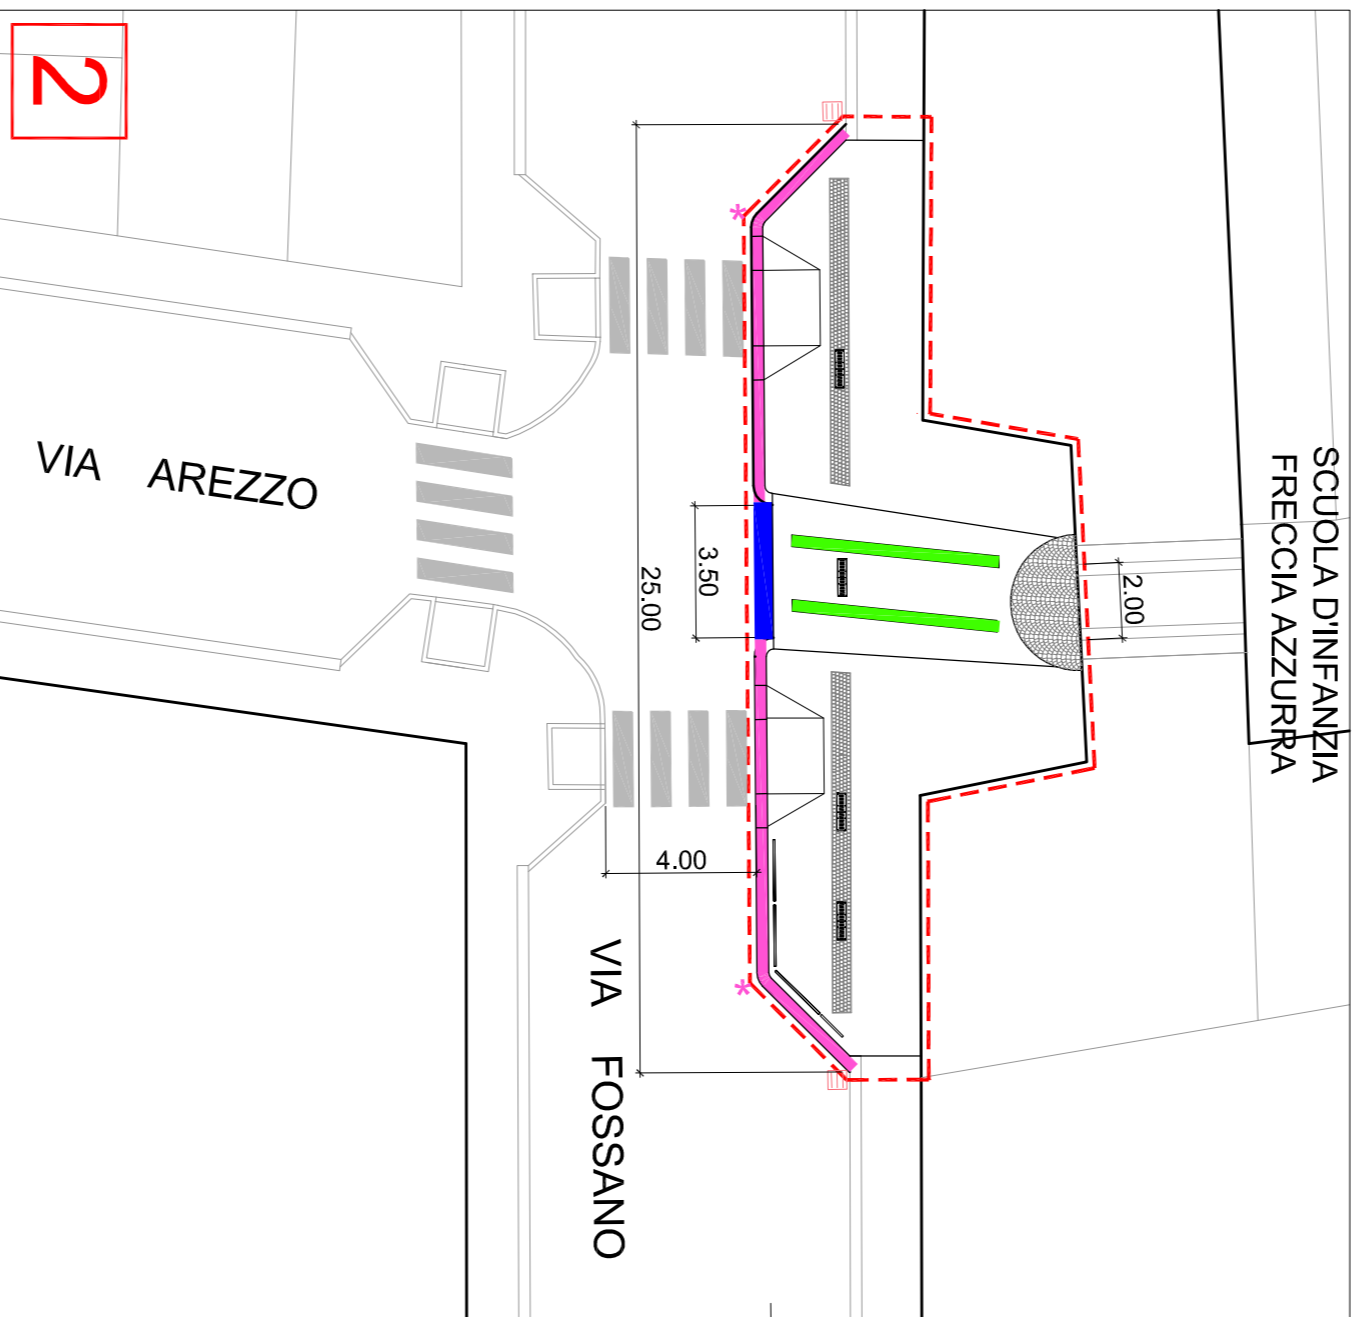 2
SCUOLA D'INFANZIA
FRECCIA AZZURRA
VIA AREZZO
3.50
25.00
2.00
4.00
VIA FOSSANO
*
*